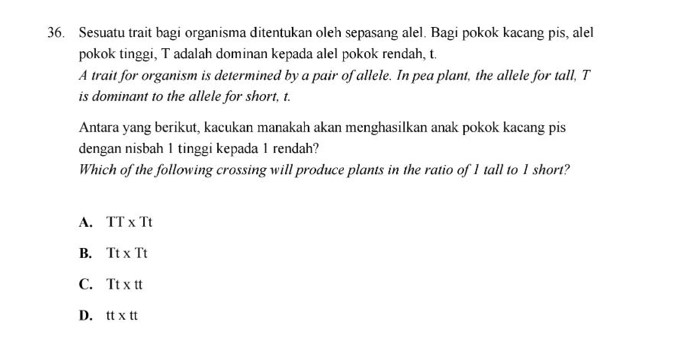 36. Sesuatu trait bagi organisma ditentukan oleh sepasang alel. Bagi pokok kacang pis, alel
pokok tinggi, T adalah dominan kepada alel pokok rendah, t.
A trait for organism is determined by a pair of allele. In pea plant, the allele for tall, T
is dominant to the allele for short, t.
Antara yang berikut, kacukan manakah akan menghasilkan anak pokok kacang pis
dengan nisbah 1 tinggi kepada 1 rendah?
Which of the following crossing will produce plants in the ratio of 1 tall to 1 short?
A. TT x Tt
B. Tt x Tt
C. Tt x tt
D. tt x tt